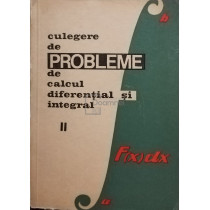 culegere
de
PROBLEME
de
calcul
diferențial și
integral
II
b
f(x)dx
a